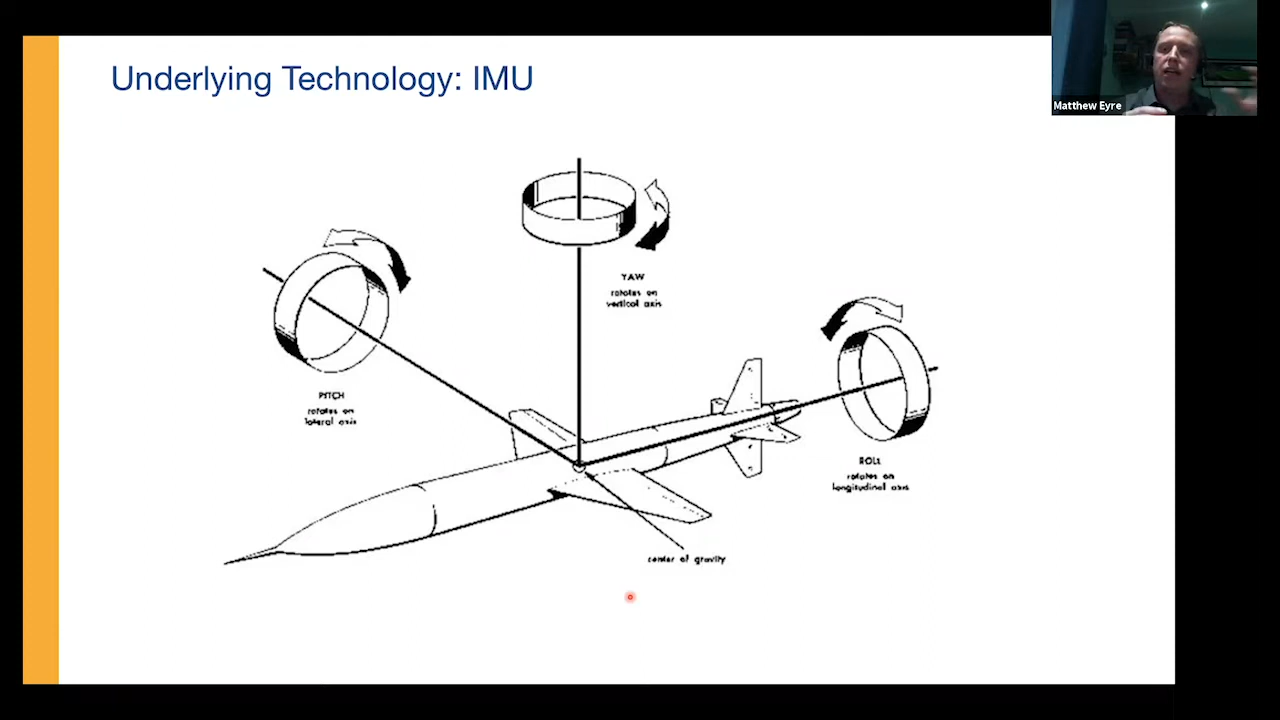 Underlying Technology: IMU
Matthew Eyre
YAW
rotates on
vertical axis
PITCH
rotates on
lateral axis
ROLL
rotates on
longitudinal axis
center of gravity